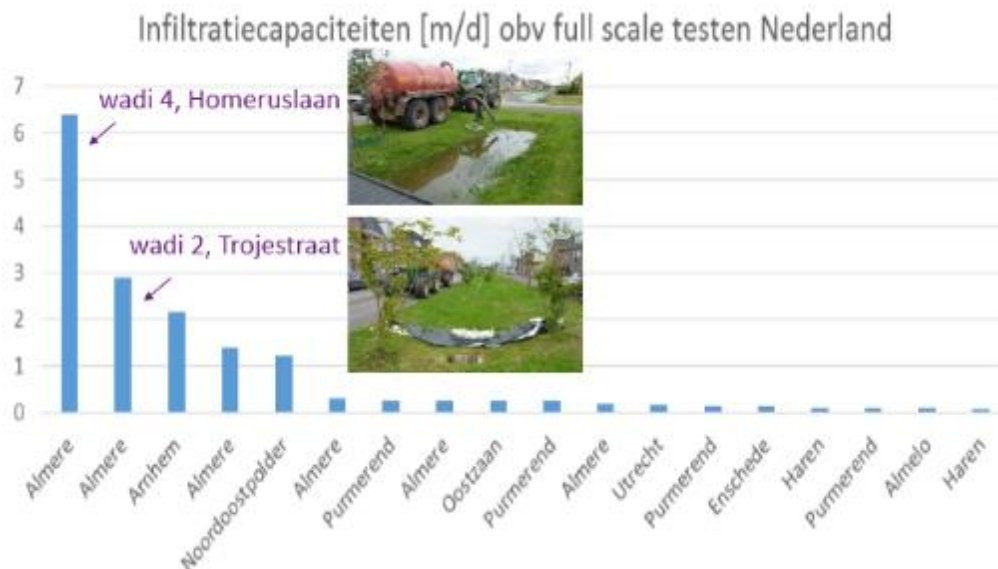 Infiltratiecapaciteiten [m/d] obv full scale testen Nederland
7
6
5
4
3
2
1
0
wadi 4, Homeruslaan
wadi 2, Trojestraat
Almere
Almere
Arnhem
Almere
Noordoostpolder
Almere
Purmerend
Almere
Oostzaan
Purmerend
Almere
Utrecht
Purmerend
Enschede
Haren
Purmerend
Almelo
Haren